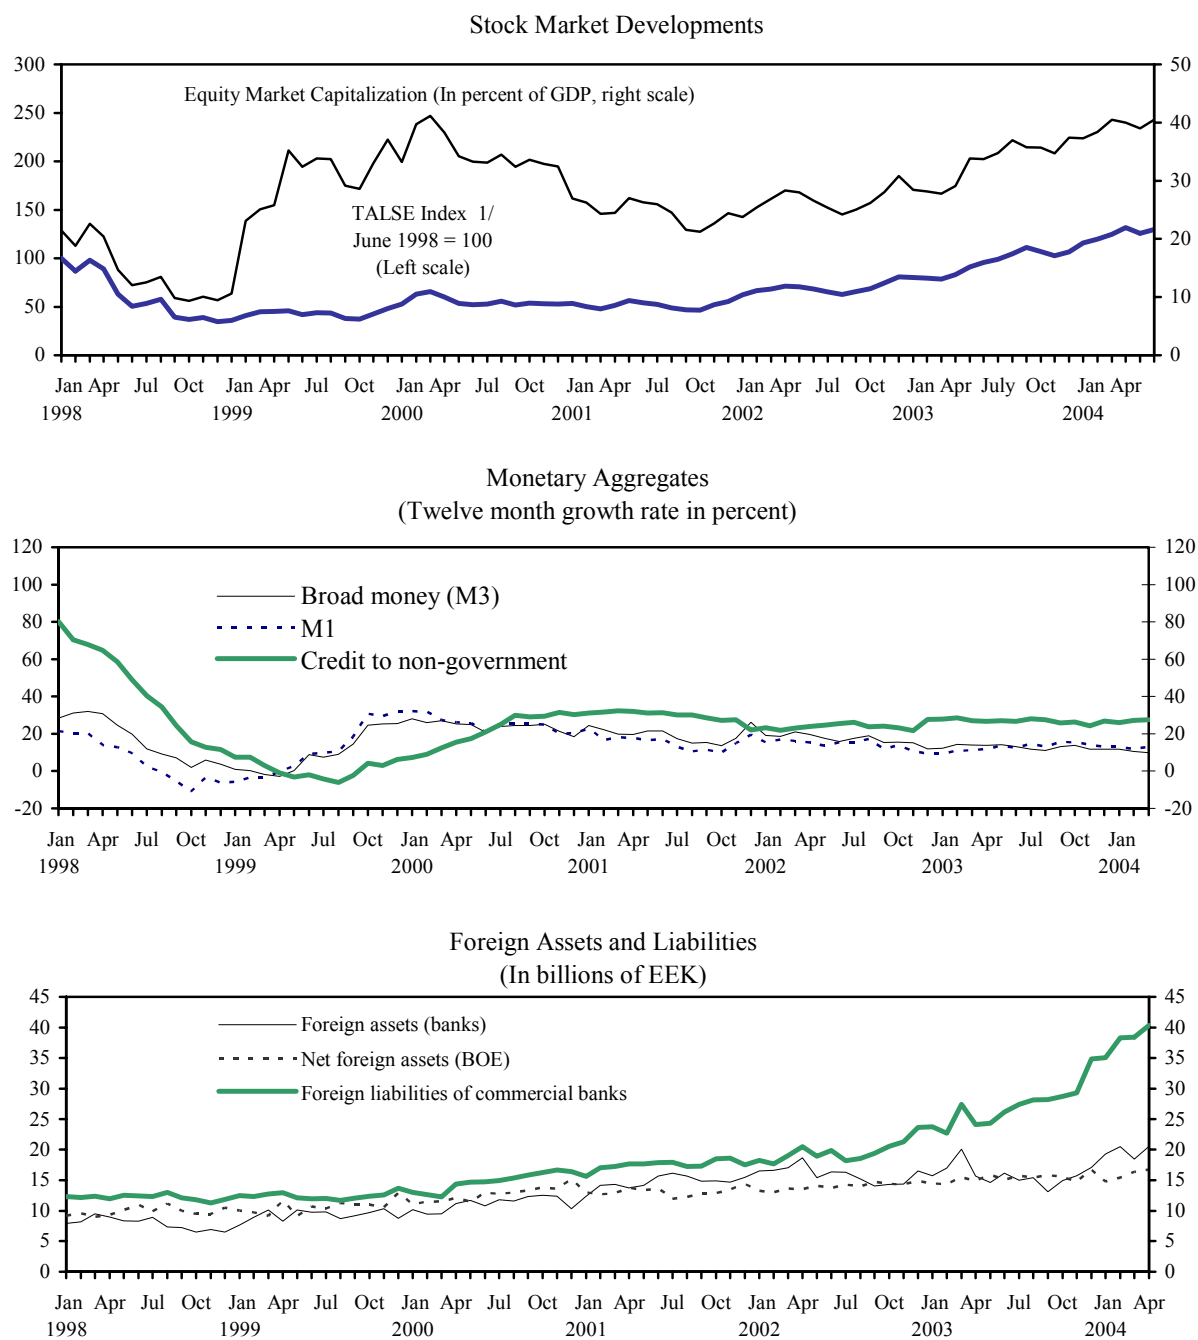 Stock Market Developments
300
250
200
150
100
50
0
50
40
30
20
10
0
Equity Market Capitalization (In percent of GDP, right scale)
TALSE Index 1/
June 1998 = 100
(Left scale)
Jan Apr Jul Oct Jan Apr Jul Oct Jan Apr Jul Oct Jan Apr Jul Oct Jan Apr Jul Oct Jan Apr July Oct Jan Apr
1998 1999 2000 2001 2002 2003 2004
Monetary Aggregates
(Twelve month growth rate in percent)
120 120
100 100
80 80
60 60
40 40
20 20
0 0
-20 -20
Broad money (M3)
M1
Credit to non-government
Jan Apr Jul Oct Jan Apr Jul Oct Jan Apr Jul Oct Jan Apr Jul Oct Jan Apr Jul Oct Jan Apr Jul Oct Jan
1998 1999 2000 2001 2002 2003 2004
Foreign Assets and Liabilities
(In billions of EEK)
45 45
40 40
35 35
30 30
25 25
20 20
15 15
10 10
5 5
0 0
Foreign assets (banks)
Net foreign assets (BOE)
Foreign liabilities of commercial banks
Jan Apr Jul Oct Jan Apr Jul Oct Jan Apr Jul Oct Jan Apr Jul Oct Jan Apr Jul Oct Jan Apr Jul Oct Jan Apr
1998 1999 2000 2001 2002 2003 2004